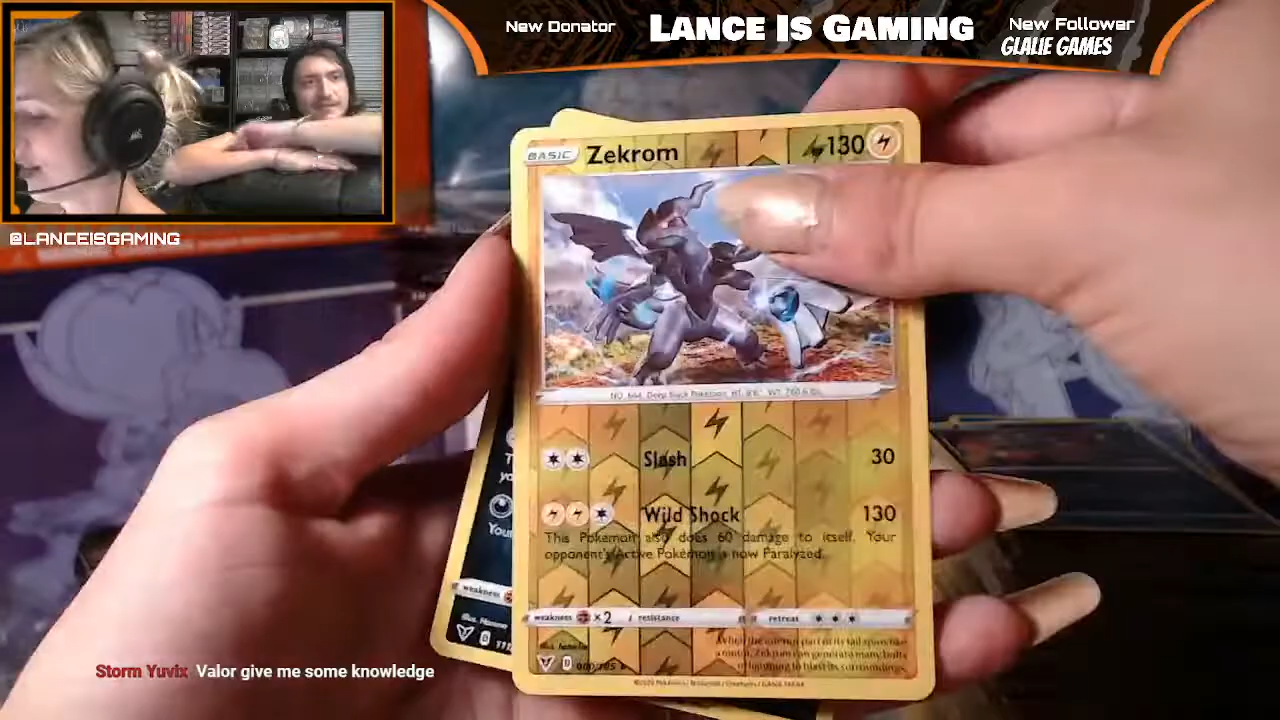 New Donator
LANCE IS GAMING
New Follower
GLALIE GAMES
@LANCEISGAMING
BASIC
Zekrom
130
Slash
30
Wild Shock
130
This Pokémon also does 60 damage to itself. Your
opponent's Active Pokémon is now Paralyzed.
weakness
weakness ×2 resistance retreat
Storm Yuvix Valor give me some knowledge